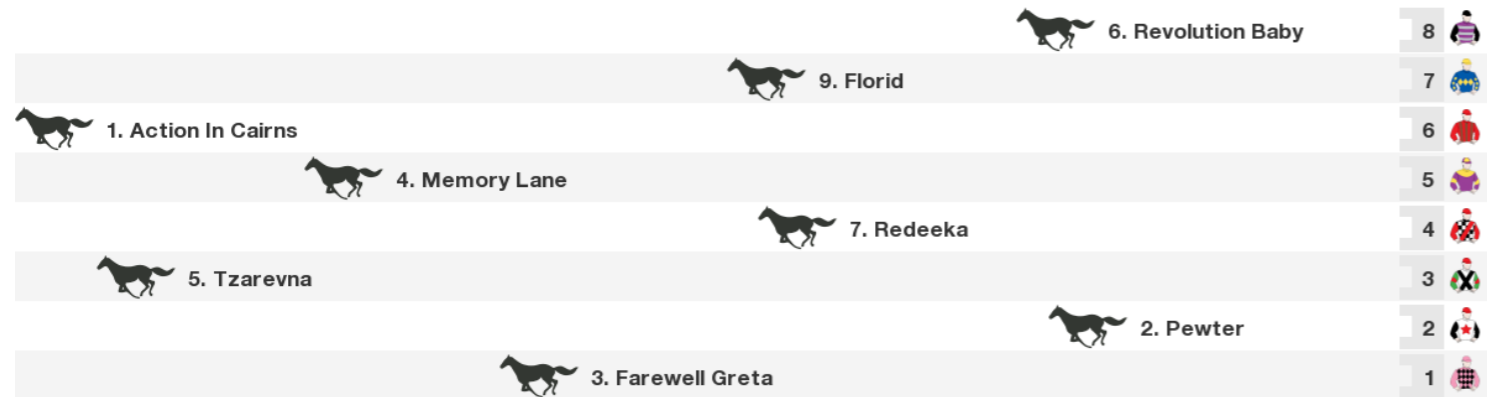 6. Revolution Baby 8
9. Florid 7
1. Action In Cairns 6
4. Memory Lane 5
7. Redeeka 4
5. Tzarevna 3
2. Pewter 2
3. Farewell Greta 1